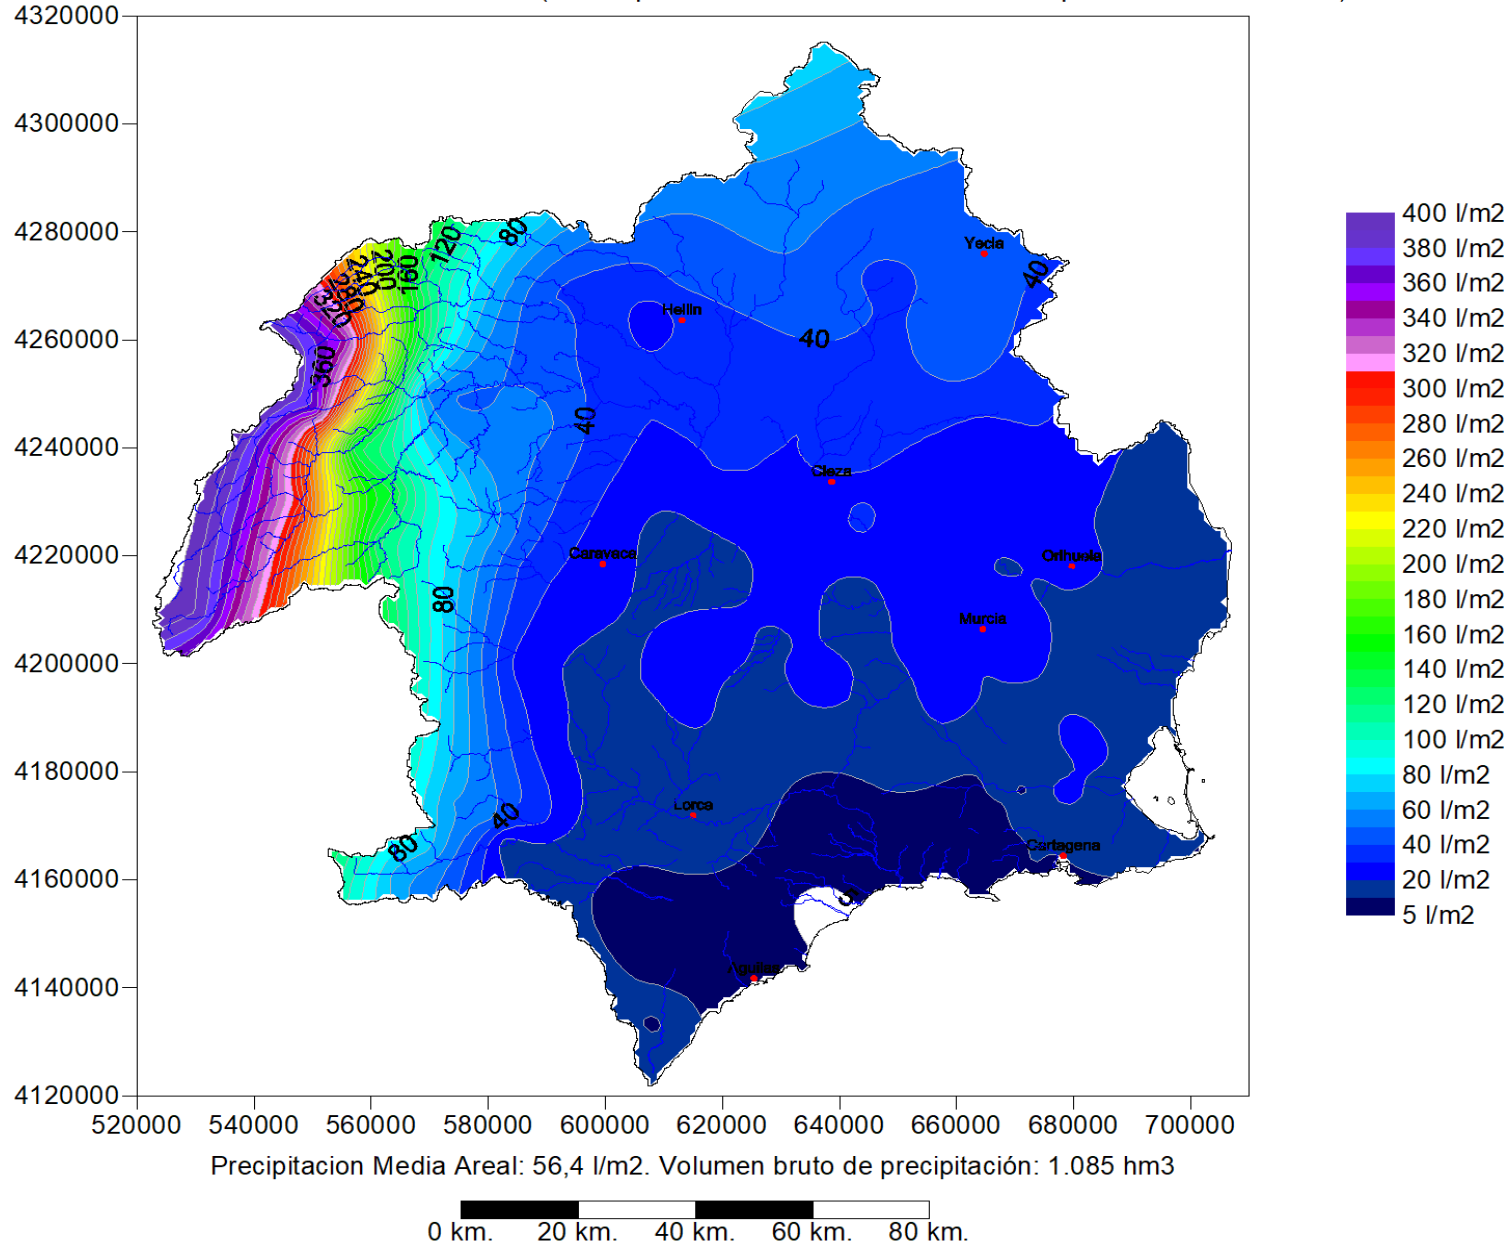 4320000
4300000
4280000
4260000
4240000
4220000
4200000
4180000
4160000
4140000
4120000
520000 540000 560000 580000 600000 620000 640000 660000 680000 700000
80
120
160
200
240
280
320
360
40
40
40
80
40
80
5
Yecla
Hellin
Cieza
Caravaca
Orihuela
Murcia
Lorca
Cartagena
Aguilas
400 l/m2
380 l/m2
360 l/m2
340 l/m2
320 l/m2
300 l/m2
280 l/m2
260 l/m2
240 l/m2
220 l/m2
200 l/m2
180 l/m2
160 l/m2
140 l/m2
120 l/m2
100 l/m2
80 l/m2
60 l/m2
40 l/m2
20 l/m2
5 l/m2
Precipitacion Media Areal: 56,4 l/m2. Volumen bruto de precipitación: 1.085 hm3
0 km. 20 km. 40 km. 60 km. 80 km.